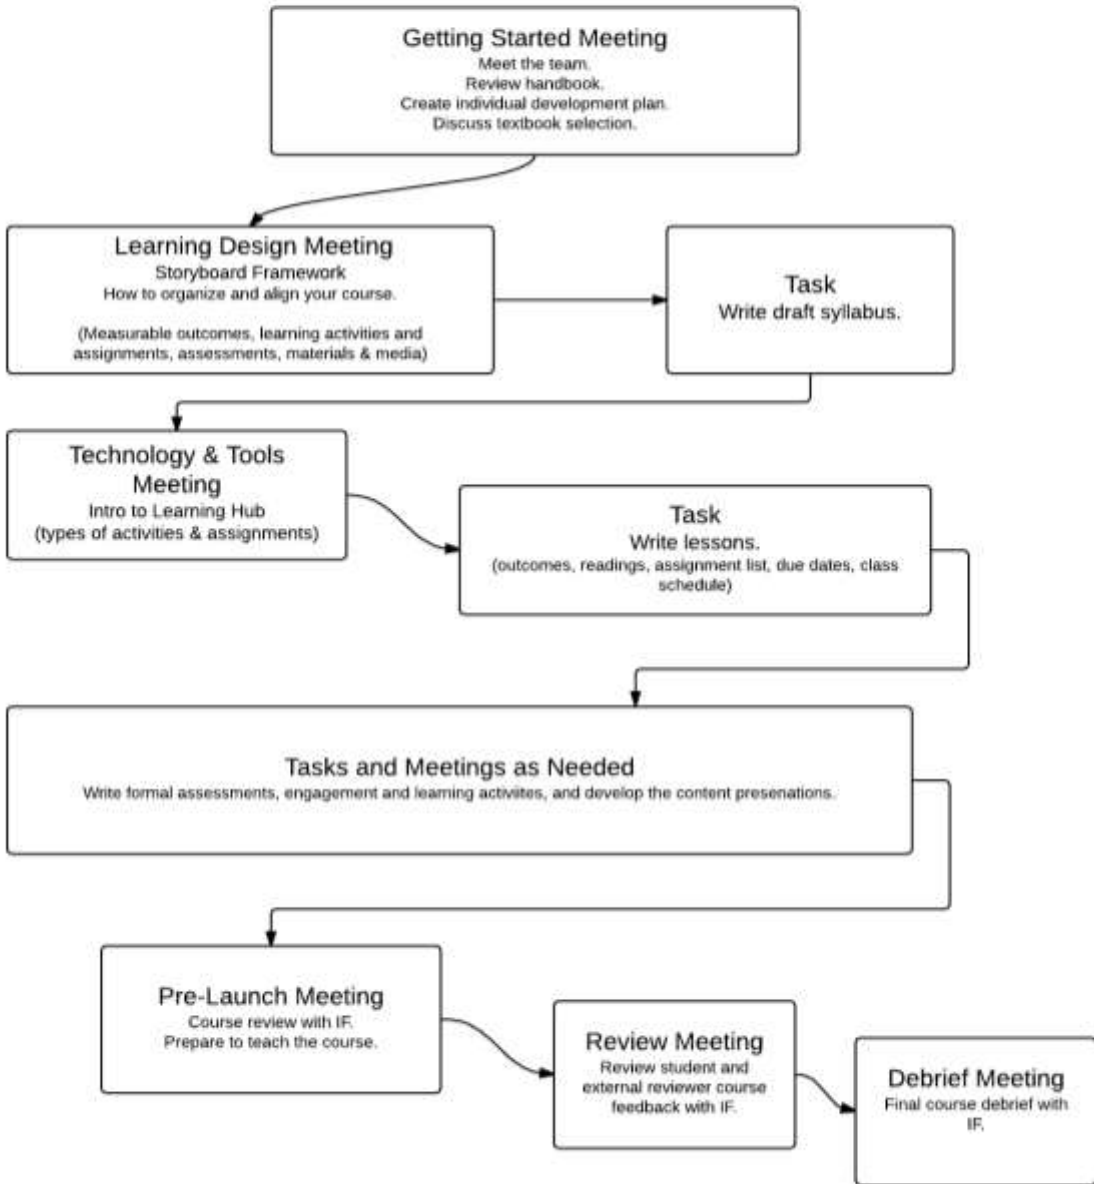 Getting Started Meeting
Meet the team.
Review handbook.
Create individual development plan.
Discuss textbook selection.
Learning Design Meeting
Storyboard Framework
How to organize and align your course.
(Measurable outcomes, learning activities and
assignments, assessments, materials & media)
Task
Write draft syllabus.
Technology & Tools
Meeting
Intro to Learning Hub
(types of activities & assignments)
Task
Write lessons.
(outcomes, readings, assignment list, due dates, class
schedule)
Tasks and Meetings as Needed
Write formal assessments, engagement and learning activiites, and develop the content presenations.
Pre-Launch Meeting
Course review with IF.
Prepare to teach the course.
Review Meeting
Review student and
external reviewer course
feedback with IF.
Debrief Meeting
Final course debrief with
IF.